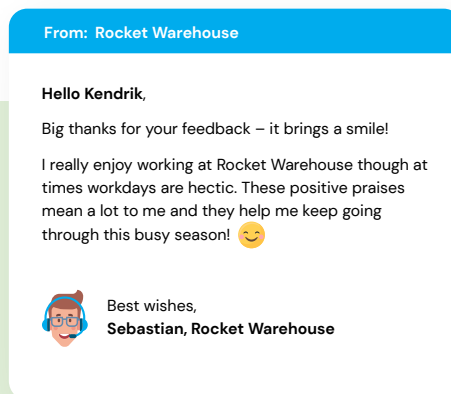 From: Rocket Warehouse
Hello Kendrik,
Big thanks for your feedback – it brings a smile!
I really enjoy working at Rocket Warehouse though at
times workdays are hectic. These positive praises
mean a lot to me and they help me keep going
through this busy season! 😊
Best wishes,
Sebastian, Rocket Warehouse